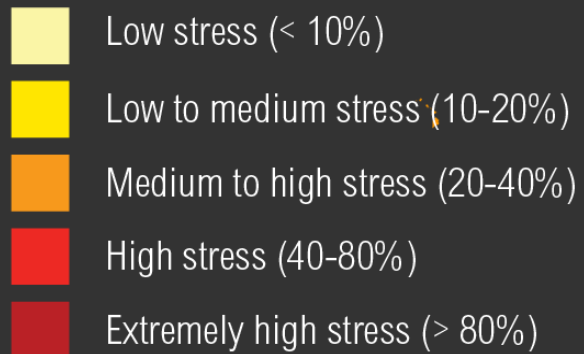 Low stress (< 10%)
Low to medium stress (10-20%)
Medium to high stress (20-40%)
High stress (40-80%)
Extremely high stress (> 80%)